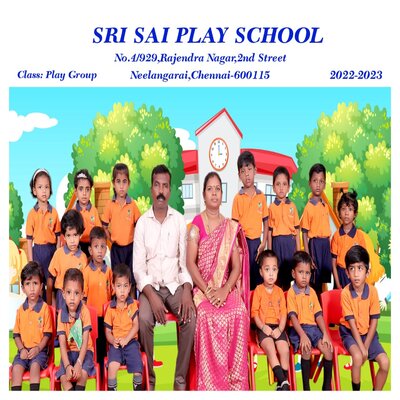 SRI SAI PLAY SCHOOL
No.4/929,Rajendra Nagar,2nd Street
Class: Play Group Neelangarai,Chennai-600115 2022-2023